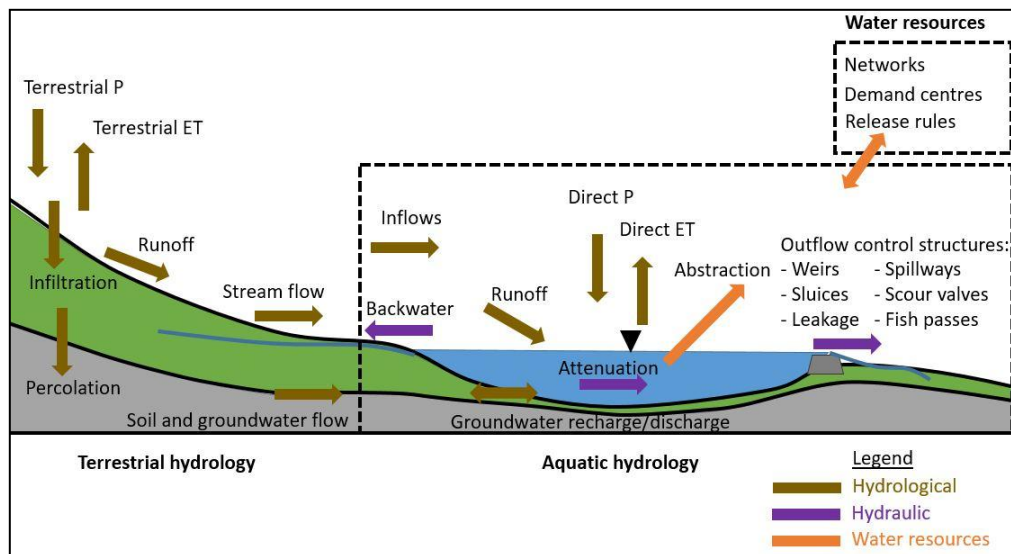 Water resources
Networks
Demand centres
Release rules
Terrestrial P
Terrestrial ET
Direct P
Inflows
Direct ET
Runoff
Outflow control structures:
- Weirs - Spillways
- Sluices - Scour valves
- Leakage - Fish passes
Abstraction
Infiltration
Stream flow
Backwater
Runoff
Attenuation
Percolation
Soil and groundwater flow
Groundwater recharge/discharge
Terrestrial hydrology
Aquatic hydrology
Legend
Hydrological
Hydraulic
Water resources